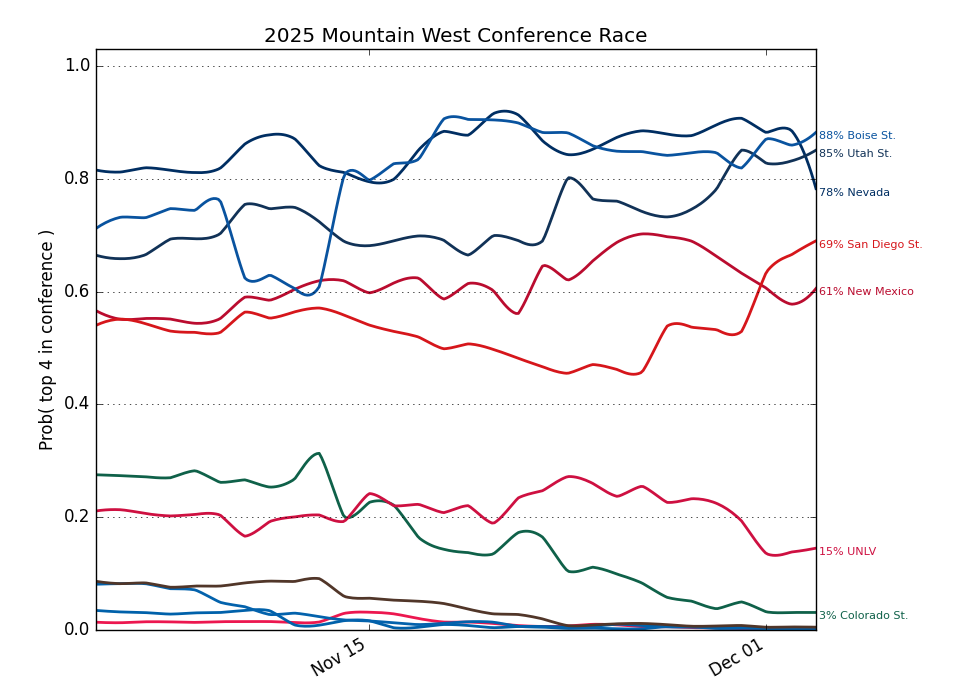 2025 Mountain West Conference Race
Prob( top 4 in conference )
1.0
0.8
0.6
0.4
0.2
0.0
Nov 15
Dec 01
88% Boise St.
85% Utah St.
78% Nevada
69% San Diego St.
61% New Mexico
15% UNLV
3% Colorado St.